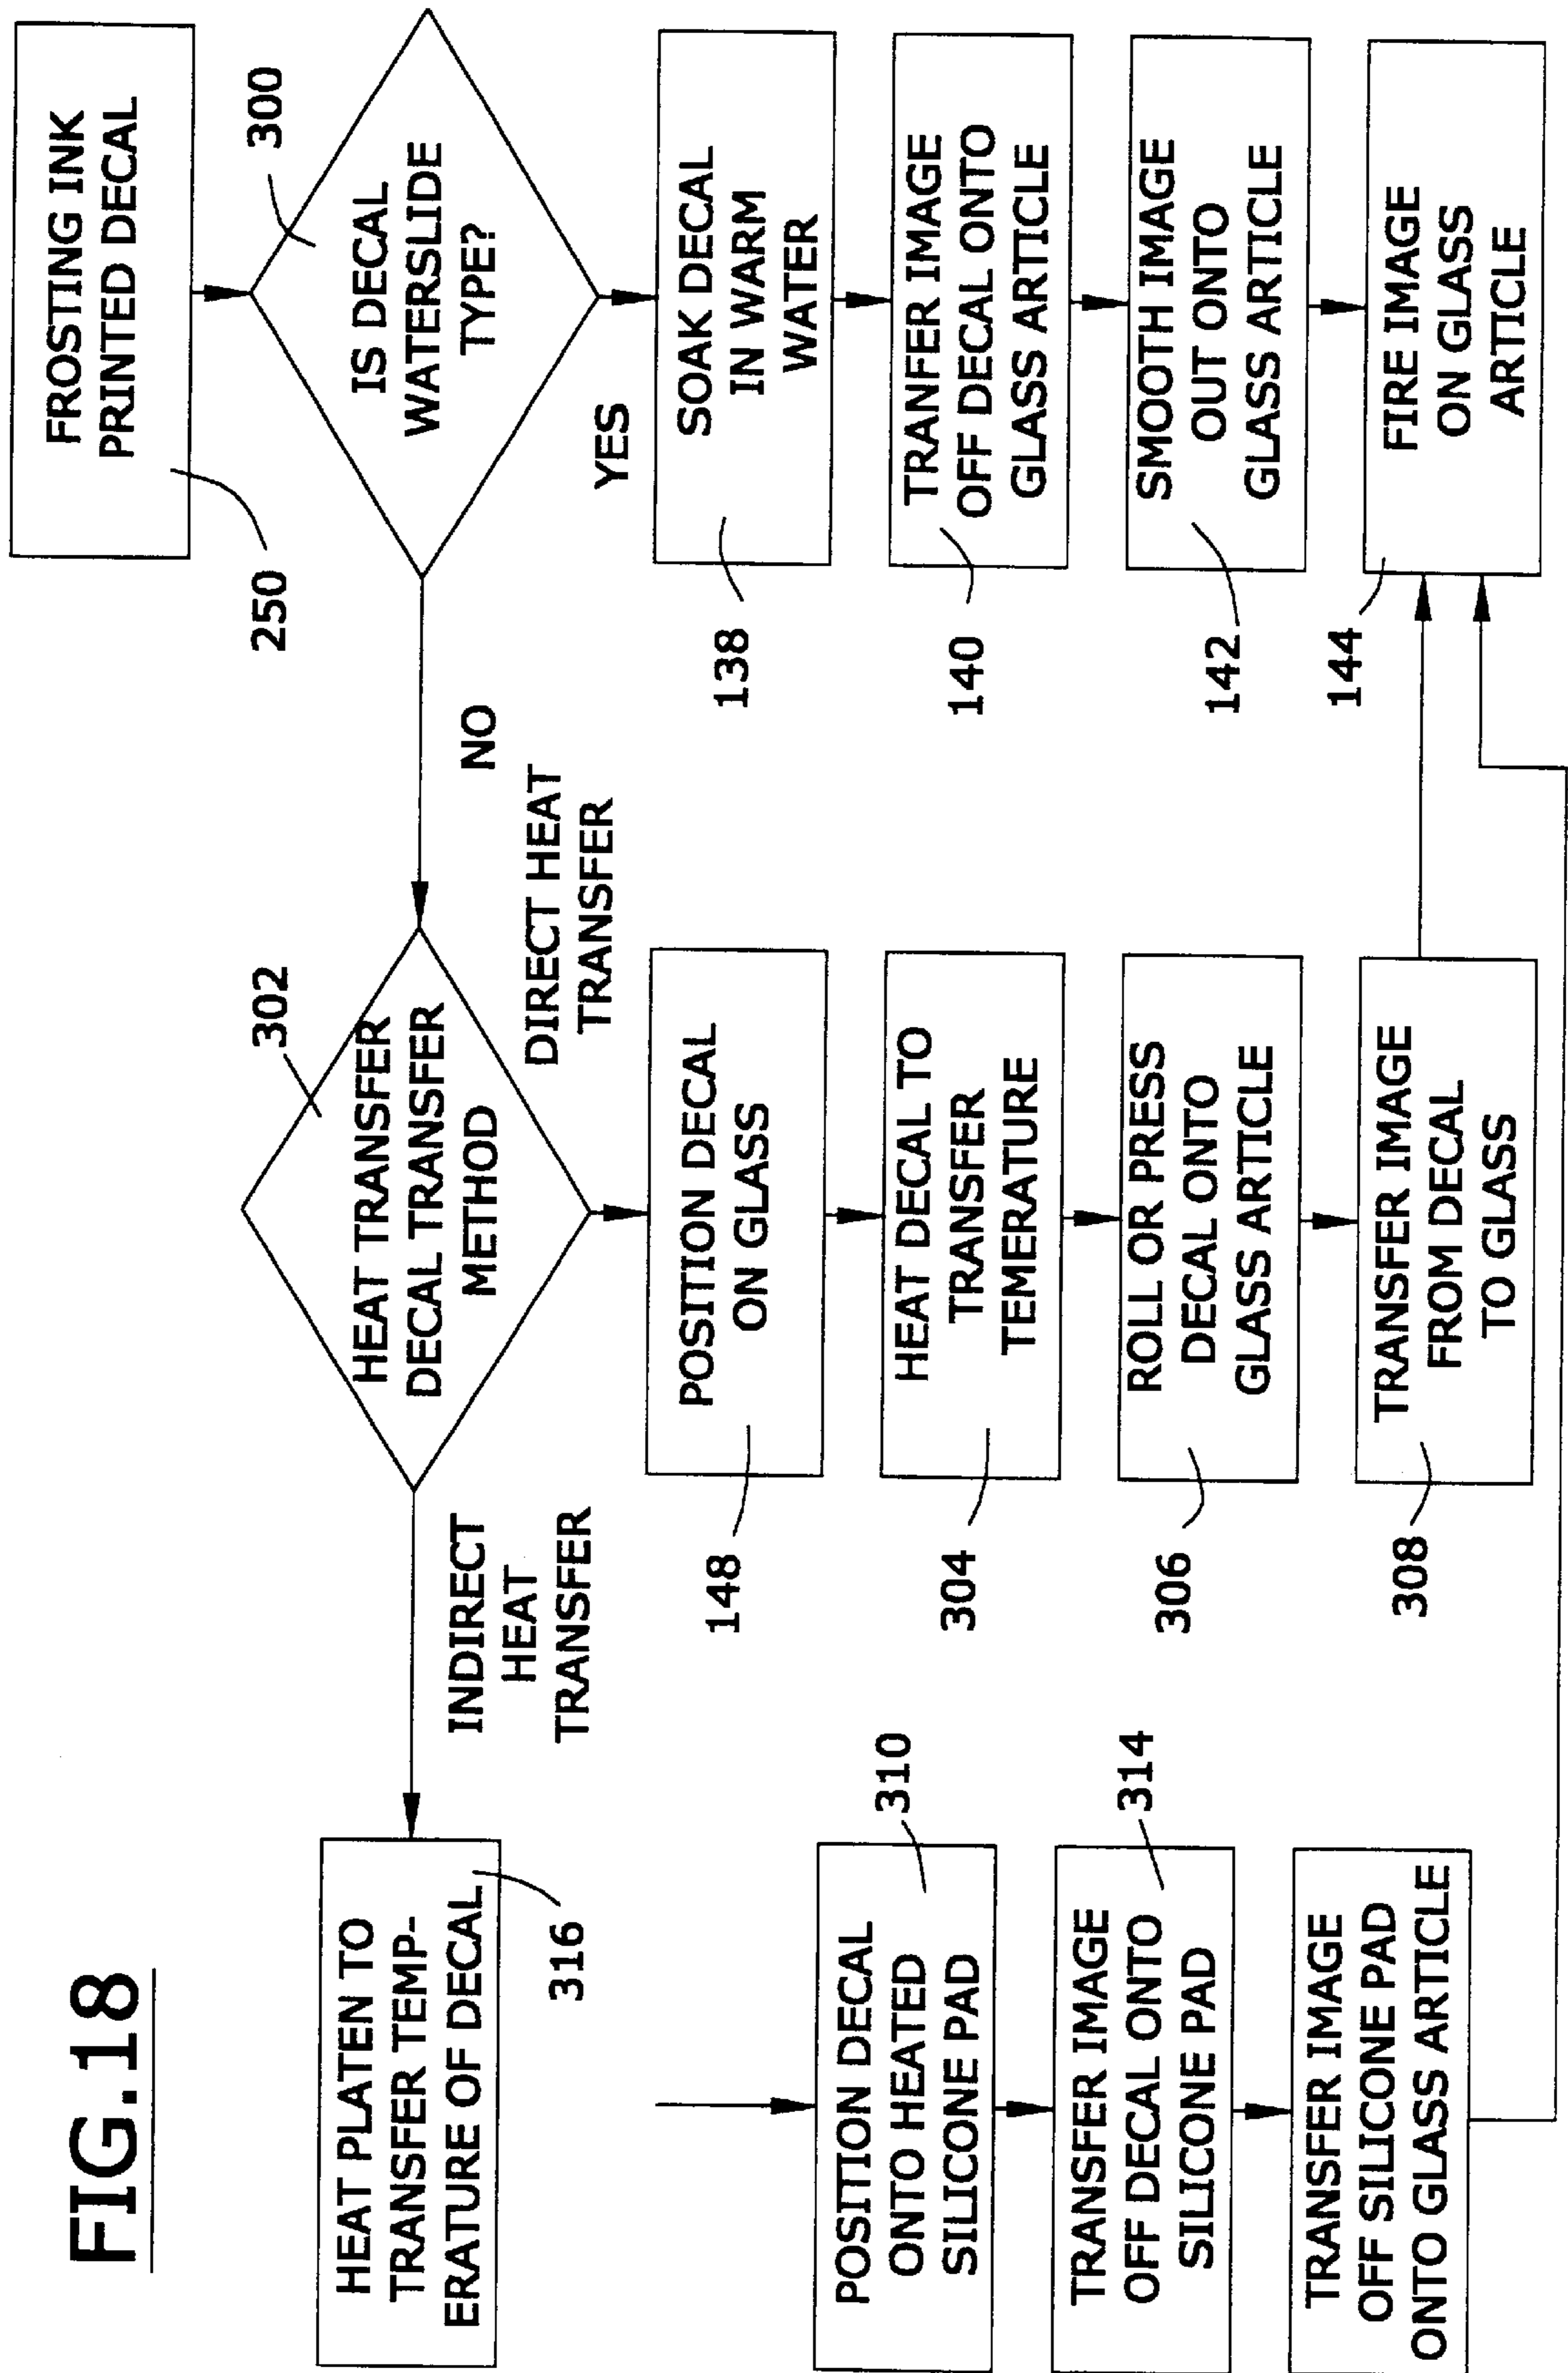 FIG.18
FROSTING INK
PRINTED DECAL
250
IS DECAL
WATERSLIDE
TYPE?
300
YES
NO
SOAK DECAL
IN WARM
WATER
138
TRANFER IMAGE
OFF DECAL ONTO
GLASS ARTICLE
140
SMOOTH IMAGE
OUT ONTO
GLASS ARTICLE
142
FIRE IMAGE
ON GLASS
ARTICLE
144
HEAT TRANSFER
DECAL TRANSFER
METHOD
302
DIRECT HEAT
TRANSFER
POSITION DECAL
ON GLASS
148
HEAT DECAL TO
TRANSFER
TEMERATURE
304
ROLL OR PRESS
DECAL ONTO
GLASS ARTICLE
306
TRANSFER IMAGE
FROM DECAL
TO GLASS
308
INDIRECT
HEAT
TRANSFER
HEAT PLATEN TO
TRANSFER TEMP-
ERATURE OF DECAL
316
POSITION DECAL
ONTO HEATED
SILICONE PAD
310
TRANSFER IMAGE
OFF DECAL ONTO
SILICONE PAD
314
TRANSFER IMAGE
OFF SILICONE PAD
ONTO GLASS ARTICLE